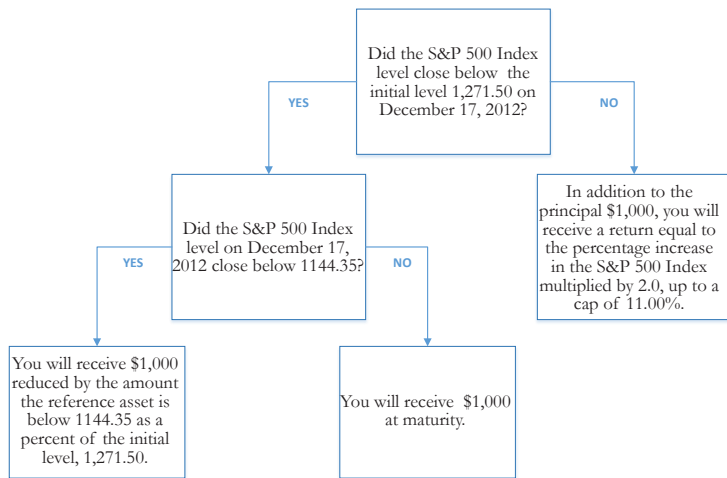 Did the S&P 500 Index
level close below the
initial level 1,271.50 on
December 17, 2012?
YES
NO
Did the S&P 500 Index
level on December 17,
2012 close below 1144.35?
In addition to the
principal $1,000, you will
receive a return equal to
the percentage increase
in the S&P 500 Index
multiplied by 2.0, up to a
cap of 11.00%.
YES
NO
You will receive $1,000
reduced by the amount
the reference asset is
below 1144.35 as a
percent of the initial
level, 1,271.50.
You will receive $1,000
at maturity.